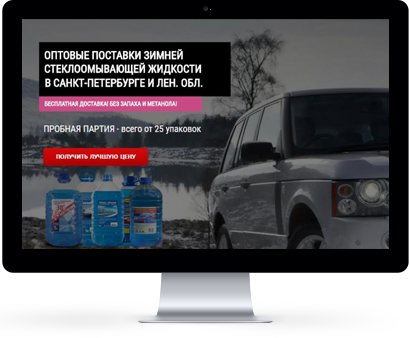 ОПТОВЫЕ ПОСТАВКИ ЗИМНЕЙ
СТЕКЛООМЫВАЮЩЕЙ ЖИДКОСТИ
В САНКТ-ПЕТЕРБУРГЕ И ЛЕН. ОБЛ.
БЕСПЛАТНАЯ ДОСТАВКА! БЕЗ ЗАПАХА И МЕТАНОЛА!
ПРОБНАЯ ПАРТИЯ - всего от 25 упаковок
ПОЛУЧИТЬ ЛУЧШУЮ ЦЕНУ